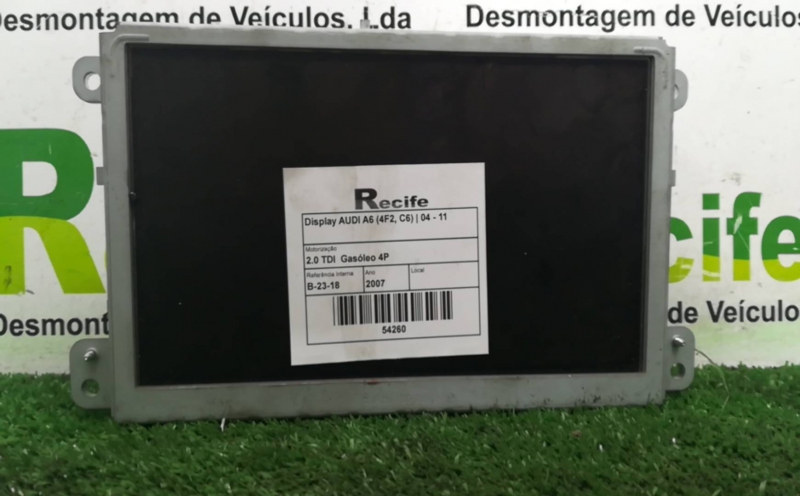 Desmontagem de Veículos. Lda
Desmontagem de Veículos
Recife
Display AUDI A6 (4F2, C6) | 04 - 11
Motorização
2.0 TDI Gasóleo 4P
Referência Interna Ano Local
B-23-18 2007
54260
R cife
Desmont de Veículo